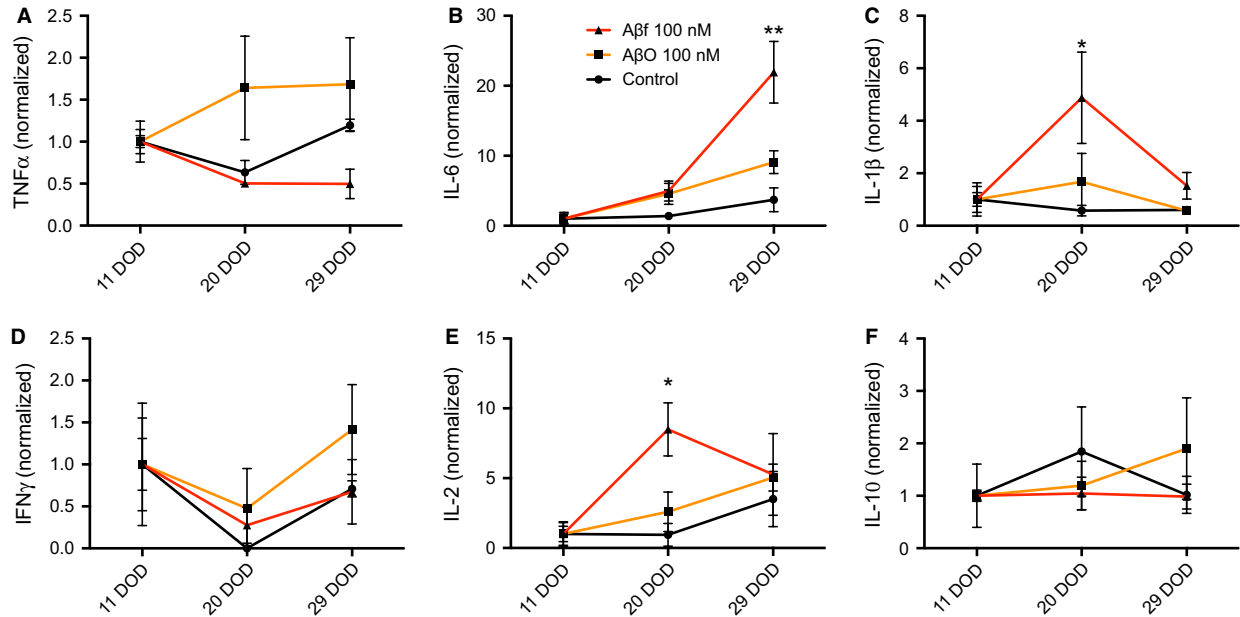 A
TNFα (normalized)
2.5
2.0
1.5
1.0
0.5
0.0
11 DOD
20 DOD
29 DOD
B
IL-6 (normalized)
30
20
10
0
Aβf 100 nM
AβO 100 nM
Control
**
11 DOD
20 DOD
29 DOD
C
IL-1β (normalized)
8
6
4
2
0
*
11 DOD
20 DOD
29 DOD
D
IFNγ (normalized)
2.5
2.0
1.5
1.0
0.5
0.0
11 DOD
20 DOD
29 DOD
E
IL-2 (normalized)
15
10
5
0
*
11 DOD
20 DOD
29 DOD
F
IL-10 (normalized)
4
3
2
1
0
11 DOD
20 DOD
29 DOD